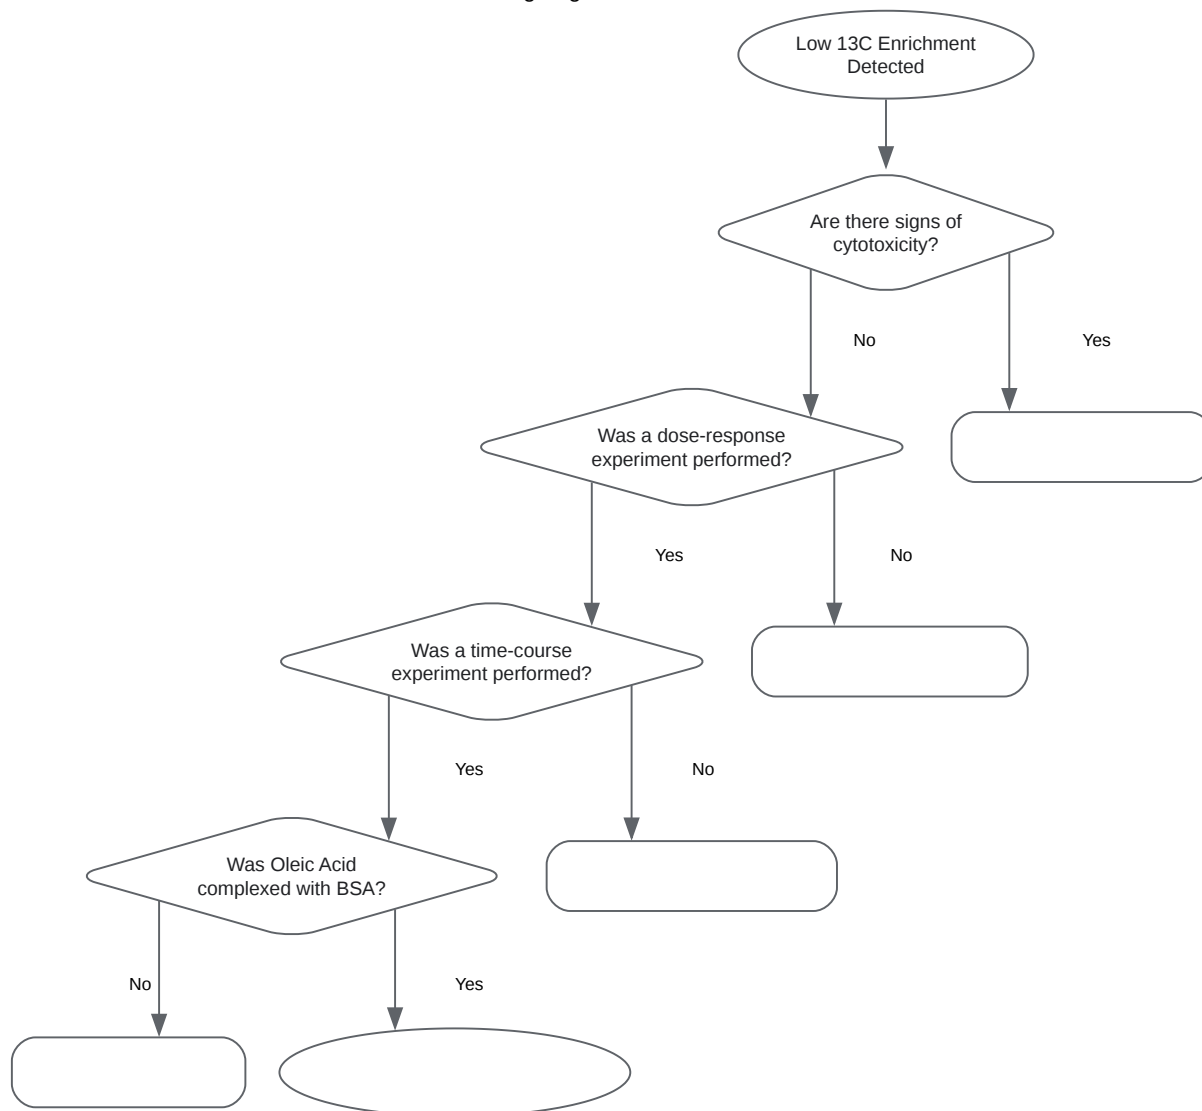 Low 13C Enrichment
Detected
Are there signs of
cytotoxicity?
No
Yes
Was a dose-response
experiment performed?
Yes
No
Was a time-course
experiment performed?
Yes
No
Was Oleic Acid
complexed with BSA?
No
Yes